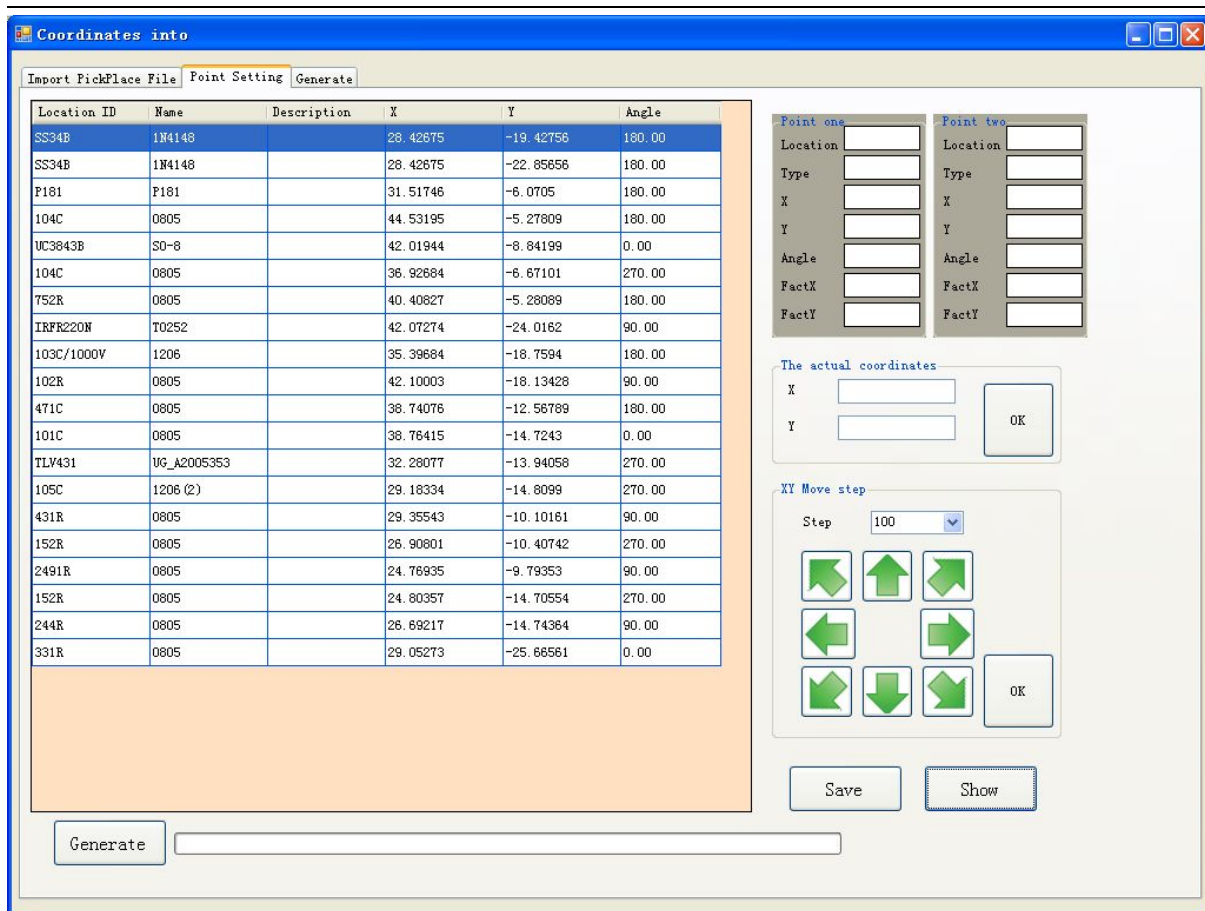 Coordinates into
Import PickPlace File Point Setting Generate
Location ID Name Description X Y Angle
SS34B 1N4148 28.42675 -19.42756 180.00
SS34B 1N4148 28.42675 -22.85656 180.00
P181 P181 31.51746 -6.0705 180.00
104C 0805 44.53195 -5.27809 180.00
UC3843B SO-8 42.01944 -8.84199 0.00
104C 0805 36.92684 -6.67101 270.00
752R 0805 40.40827 -5.28089 180.00
IRFR220N TO252 42.07274 -24.0162 90.00
103C/1000V 1206 35.39684 -18.7594 180.00
102R 0805 42.10003 -18.13428 90.00
471C 0805 38.74076 -12.56789 180.00
101C 0805 38.76415 -14.7243 0.00
TLV431 UG_A2005353 32.28077 -13.94058 270.00
105C 1206(2) 29.18334 -14.8099 270.00
431R 0805 29.35543 -10.10161 90.00
152R 0805 26.90801 -10.40742 270.00
2491R 0805 24.76935 -9.79353 90.00
152R 0805 24.80357 -14.70554 270.00
244R 0805 26.69217 -14.74364 90.00
331R 0805 29.05273 -25.66561 0.00
Point one Point two
Location Location
Type Type
X X
Y Y
Angle Angle
FactX FactX
FactY FactY
The actual coordinates
X
Y
OK
XY Move step
Step 100
OK
Save Show
Generate